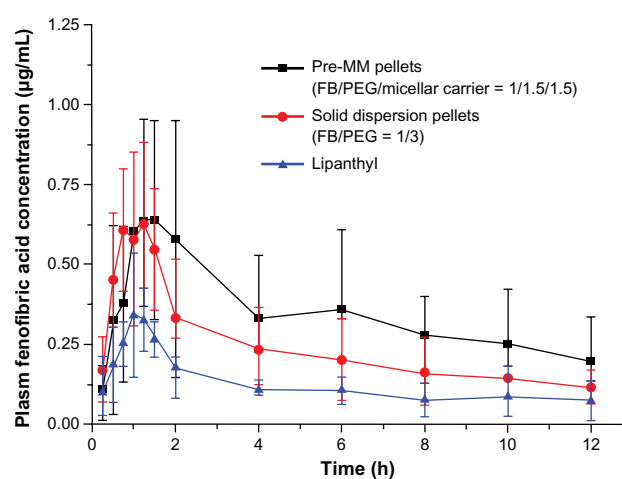 Plasm fenofibric acid concentration (µg/mL)
1.25
1.00
0.75
0.50
0.25
0.00
Pre-MM pellets
(FB/PEG/micellar carrier = 1/1.5/1.5)
Solid dispersion pellets
(FB/PEG = 1/3)
Lipanthyl
0
2
4
6
8
10
12
Time (h)